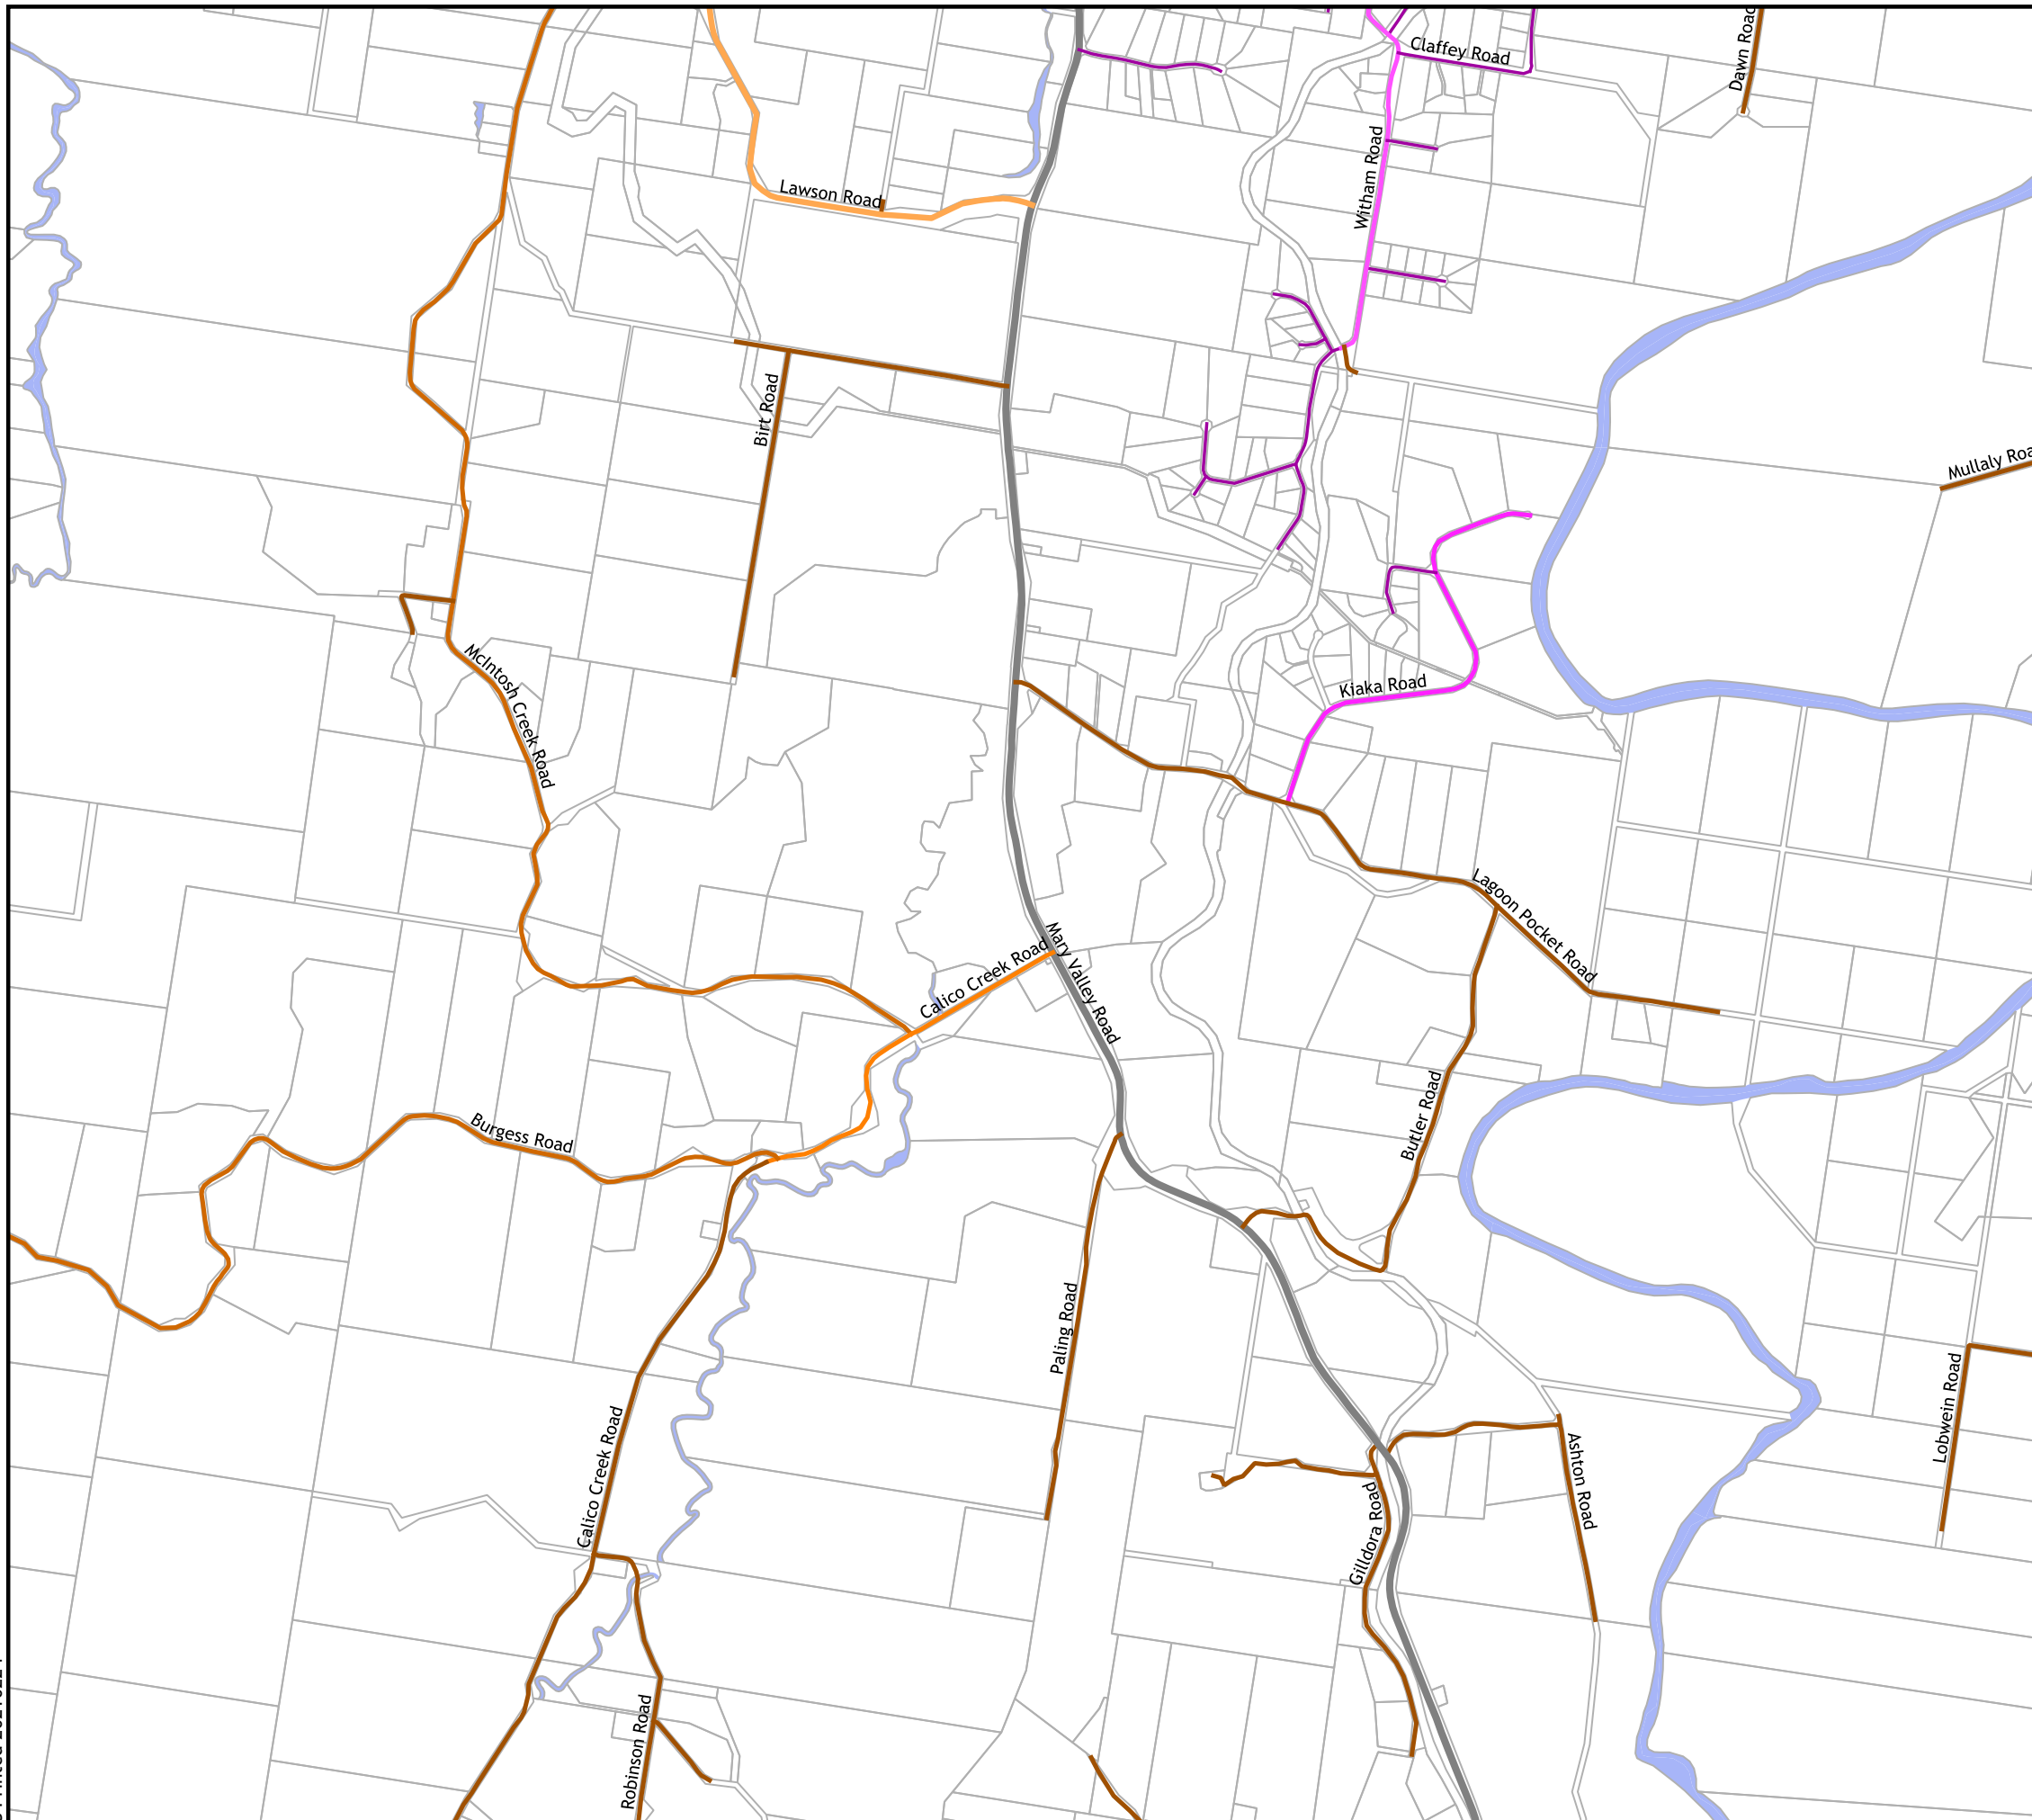 Claffey Road
Dawn Road
Witham Road
Lawson Road
Birt Road
Mullaly Roa
McIntosh Creek Road
Kiaka Road
Lagoon Pocket Road
Mary Valley Road
Calico Creek Road
Butler Road
Burgess Road
Paling Road
Lobwein Road
Calico Creek Road
Ashton Road
Gilldora Road
Robinson Road